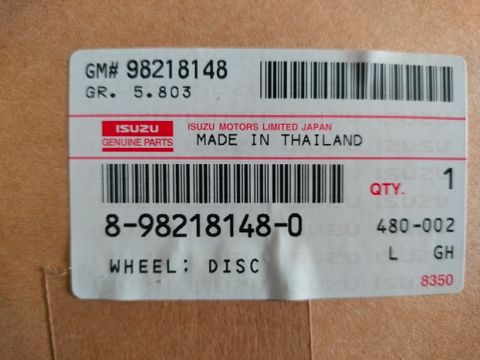 GM# 98218148
GR. 5.803
ISUZU
GENUINE PARTS
ISUZU MOTORS LIMITED JAPAN
MADE IN THAILAND
QTY. 1
8-98218148-0
480-002
WHEEL; DISC
L GH
8350